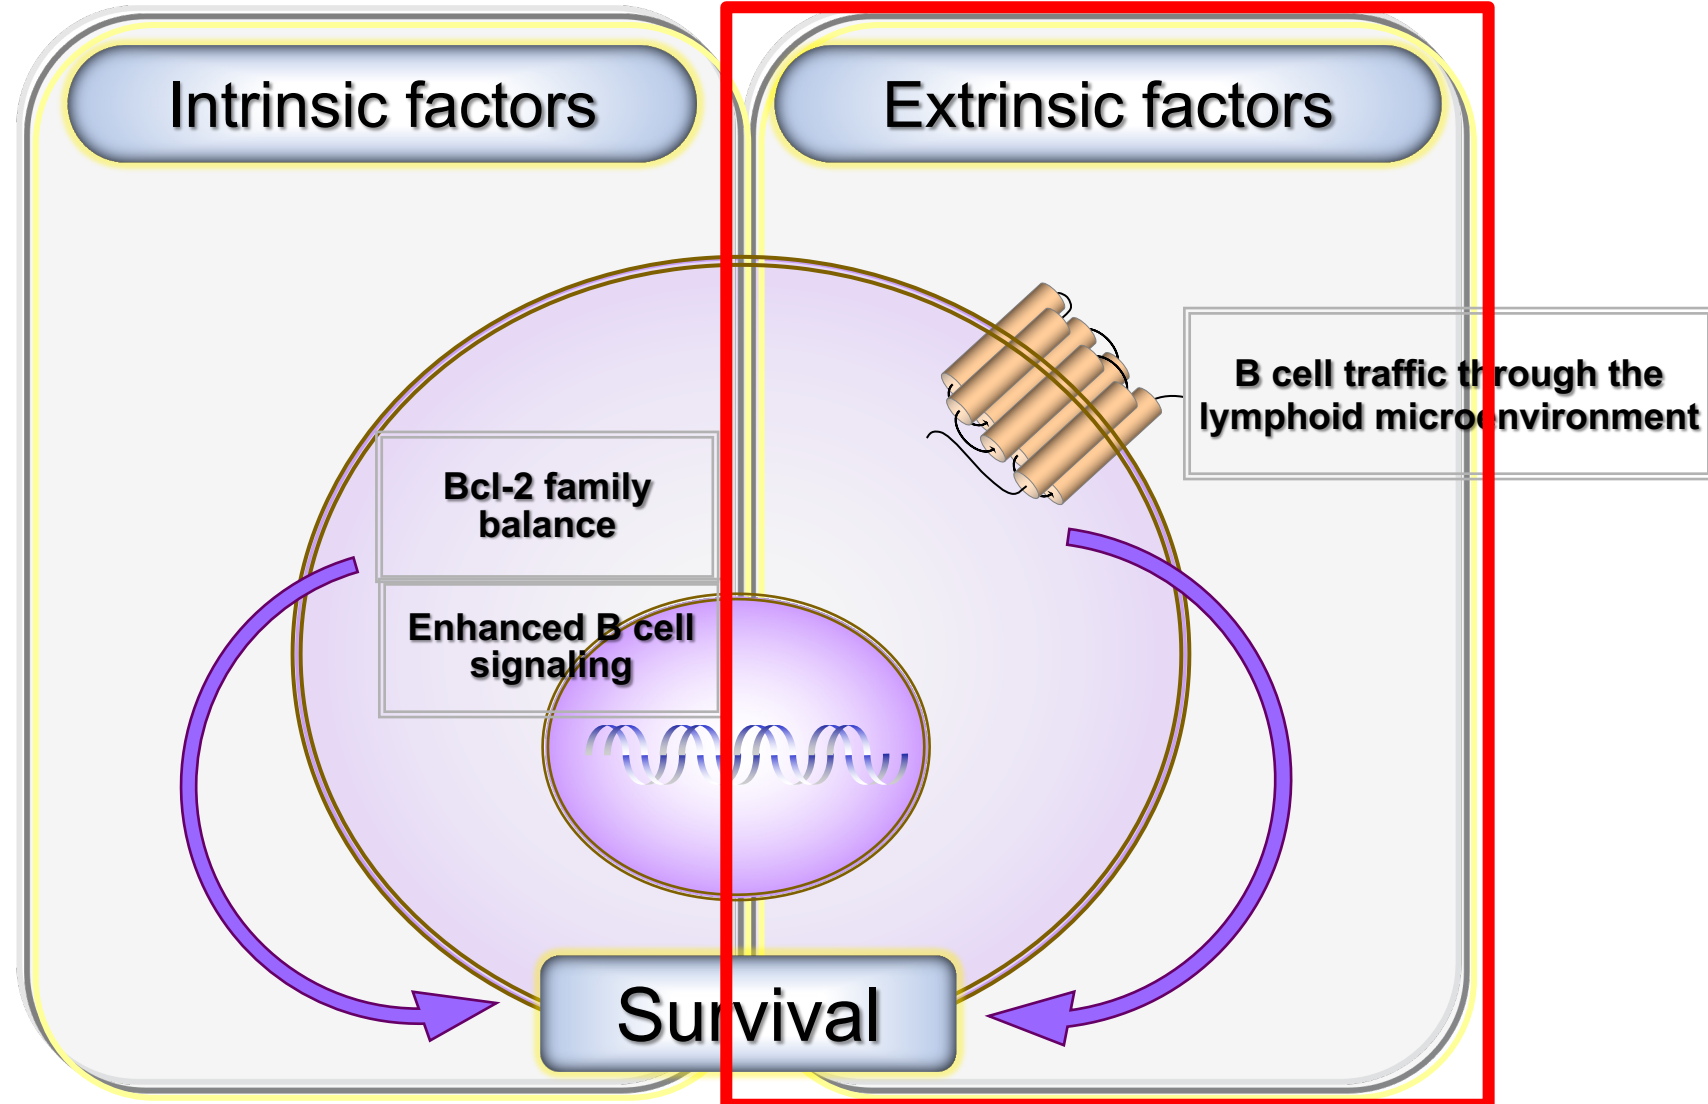 Intrinsic factors
Extrinsic factors
B cell traffic through the
lymphoid microenvironment
Bcl-2 family
balance
Enhanced B cell
signaling
Survival